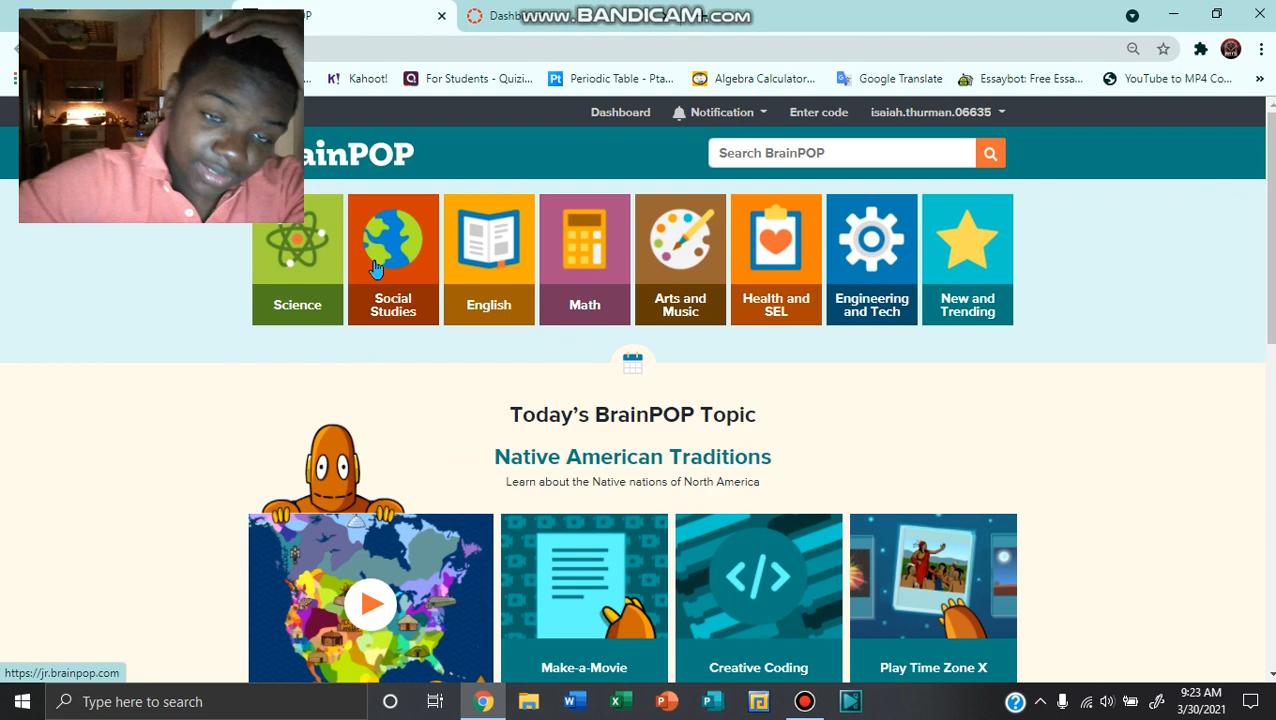 OP
Dashb
WWW.BANDICAM.COM
Kahoot!
For Students - Quizi...
Periodic Table - Pta...
Algebra Calculator...
Google Translate
Essaybot: Free Essa...
YouTube to MP4 Co...
»
Dashboard
Notification
Enter code
isaiah.thurman.06635
ainPOP
Search BrainPOP
Science
Social Studies
English
Math
Arts and Music
Health and SEL
Engineering and Tech
New and Trending
Today's BrainPOP Topic
Native American Traditions
Learn about the Native nations of North America
Make-a-Movie
Creative Coding
Play Time Zone X
https://jr.brainpop.com
Type here to search
9:23 AM
3/30/2021